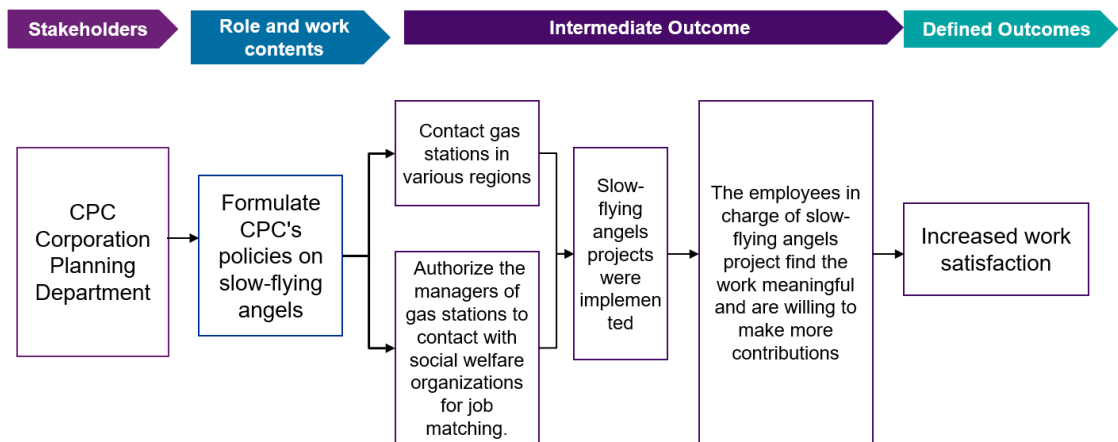 Stakeholders
Role and work
contents
Intermediate Outcome
Defined Outcomes
CPC
Corporation
Planning
Department
Formulate
CPC's
policies on
slow-flying
angels
Contact gas
stations in
various regions
Authorize the
managers of
gas stations to
contact with
social welfare
organizations
for job
matching.
Slow-
flying
angels
projects
were
implemen
ted
The employees in
charge of slow-
flying angels
project find the
work meaningful
and are willing to
make more
contributions
Increased work
satisfaction